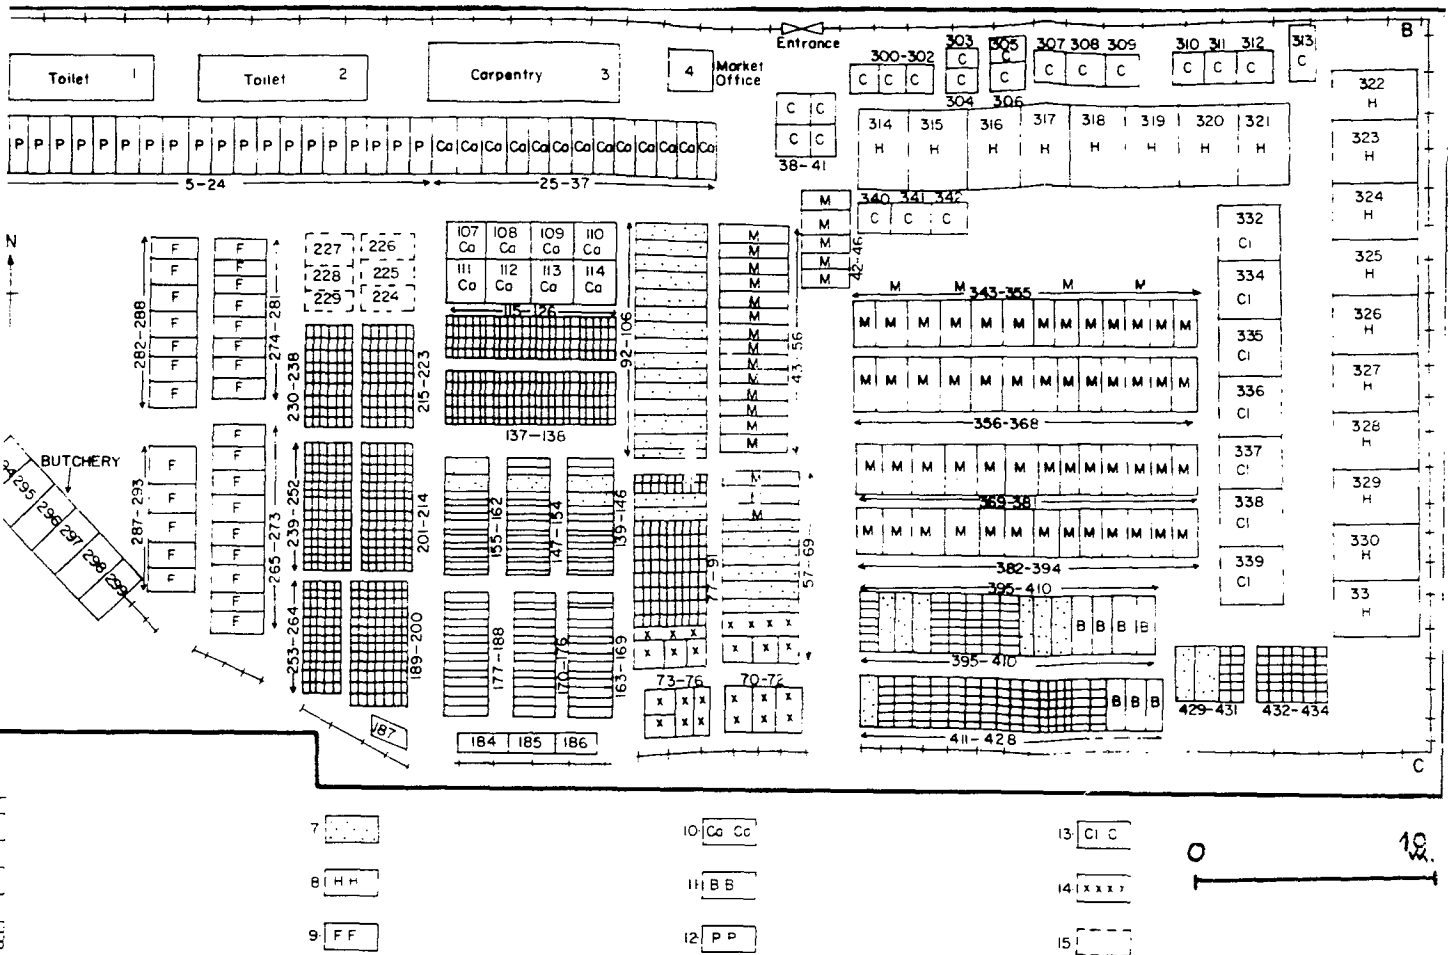 B
Entrance
303 305 307 308 309 310 311 312 313
300-302 C C C C C C C C C
Toilet 1 Toilet 2 Carpentry 3 4 Market
Office
C C C C C
304 306
322
H
C C
C C
38-41
314 315 316 317 318 319 320 321
H H H H H H H H
323
H
P P P P P P P P P P P P P P P P P P P P Ca Ca Ca Ca Ca Ca Ca Ca Ca Ca Ca Ca Ca
5-24 25-37
324
H
340 341 342
C C C
M
M
M
M
M
42-46
N
332
Cl
325
H
334
Cl
326
H
335
Cl
327
H
336
Cl
328
H
337
Cl
329
H
338
Cl
330
H
339
Cl
33
H
F
F
F
F
F
F
F
282-288
F
F
F
F
F
F
F
F
274-281
227 226
228 225
229 224
107 108 109 110
Ca Ca Ca Ca
111 112 113 114
Ca Ca Ca Ca
115-126
137-138
92-106
M
M
M
M
M
M
M
M
M
M
M
M
M
M
43-56
M M M M
343-355
M M M M M M M M M M M M M
M M M M M M M M M M M M M
356-368
M M M M M M M M M M M M M
369-38
M M M M M M M M M M M M M
382-394
230-238
215-223
BUTCHERY
295
296
297
298
299
F
F
F
F
F
287-293
F
F
F
F
F
F
F
F
F
265-273
239-252
201-214
155-162
147-154
139-146
M
M
57-69
77-91
253-264
189-200
177-188
170-176
163-169
x x x
x x x
x x x x
x x x
73-76 70-72
x x x
x x x
x x x
x x x
187
184 185 186
395-410
B B B B
395-410
B B B
411-428
429-431 432-434
C
7
8 H H
9 F F
10 Ca Ca
11 B B
12 P P
13 Cl C
14 x x x x
15
0 10
m.